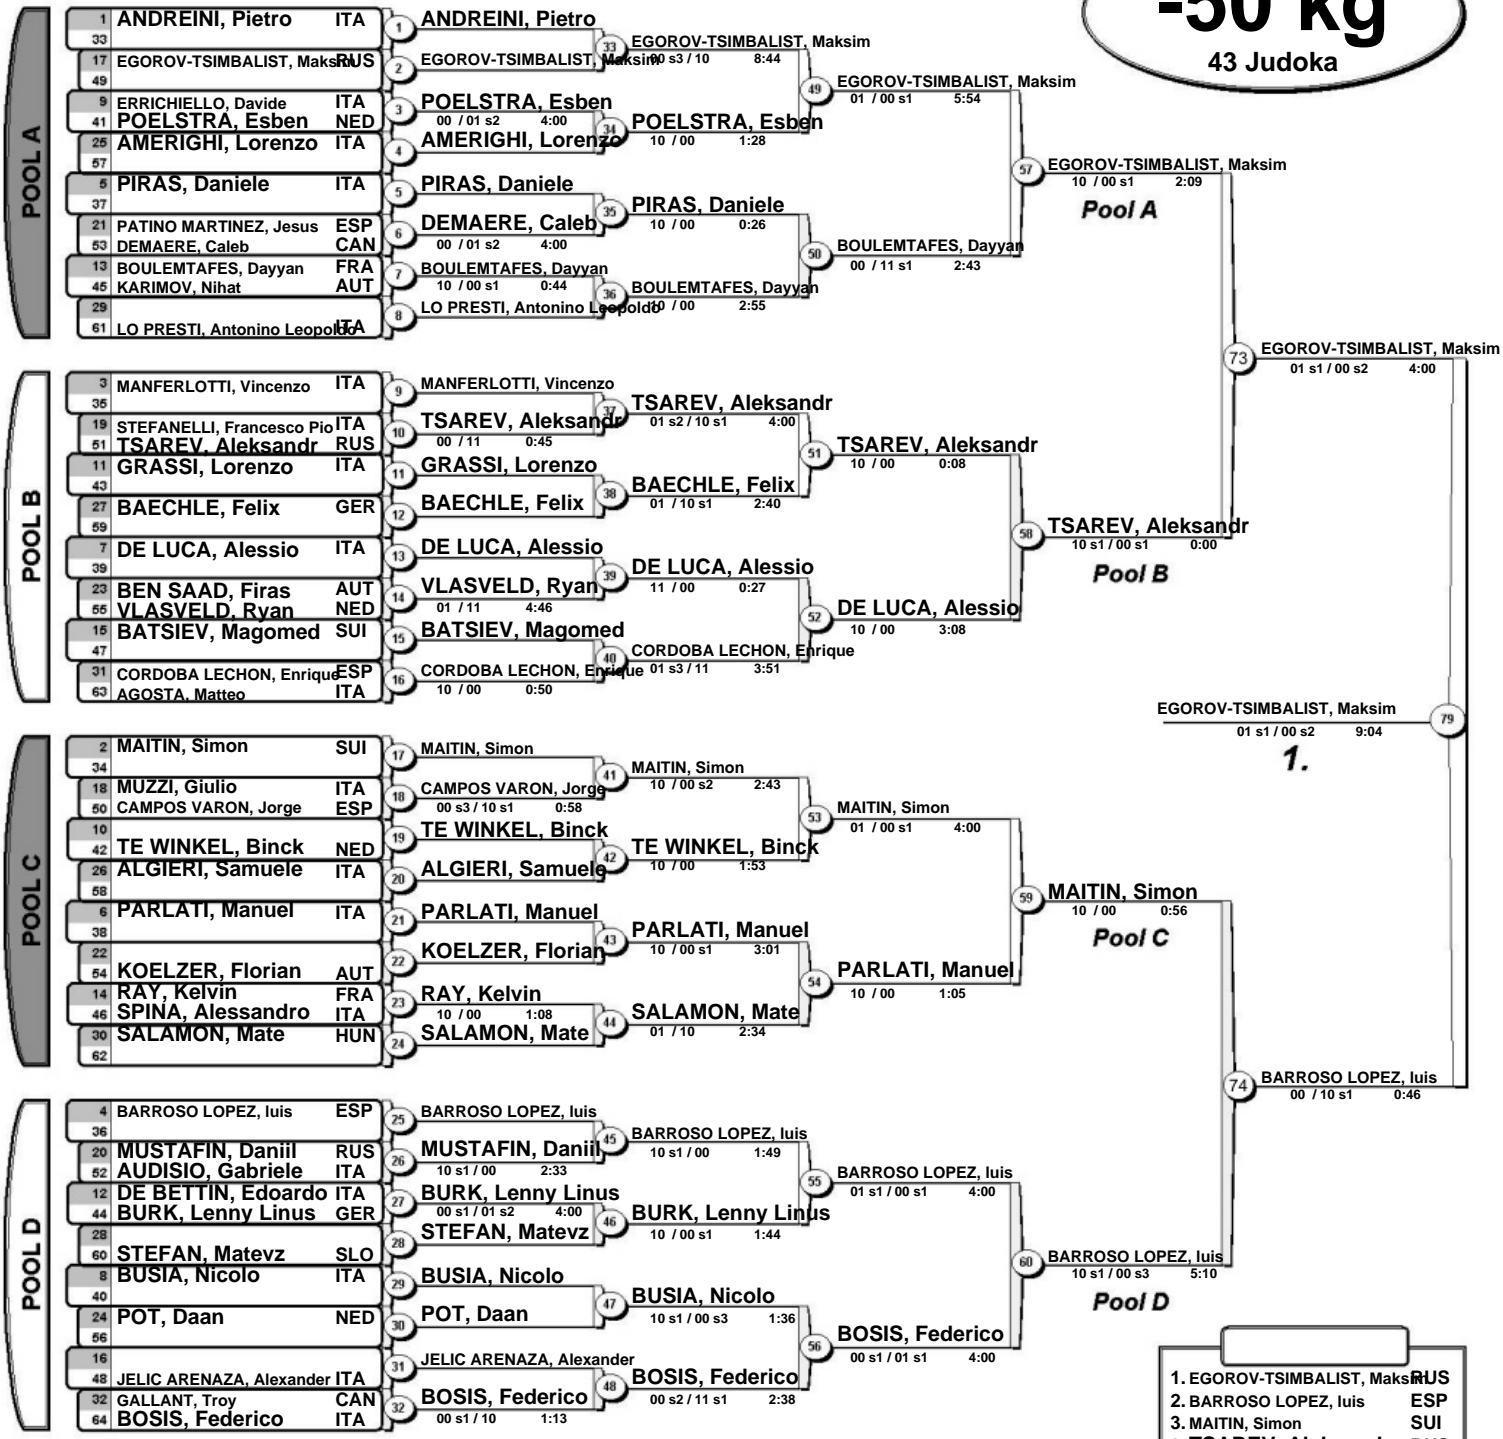 -50 kg
43 Judoka
POOL A
1 ANDREINI, Pietro ITA
33
17 EGOROV-TSIMBALIST, Maksim RUS
49
9 ERRICHIELLO, Davide ITA
41 POELSTRA, Esben NED
25 AMERIGHI, Lorenzo ITA
57
5 PIRAS, Daniele ITA
37
21 PATINO MARTINEZ, Jesus ESP
53 DEMAERE, Caleb CAN
13 BOULEMTAFES, Dayyan FRA
45 KARIMOV, Nihat AUT
29
61 LO PRESTI, Antonino Leopoldo ITA
1 ANDREINI, Pietro
2 EGOROV-TSIMBALIST, Maksim
3 POELSTRA, Esben
00 / 01 s2 4:00
4 AMERIGHI, Lorenzo
5 PIRAS, Daniele
6 DEMAERE, Caleb
00 / 01 s2 4:00
7 BOULEMTAFES, Dayyan
10 / 00 s1 0:44
8 LO PRESTI, Antonino Leopoldo
33 EGOROV-TSIMBALIST, Maksim
00 s3 / 10 8:44
34 POELSTRA, Esben
10 / 00 1:28
35 PIRAS, Daniele
10 / 00 0:26
36 BOULEMTAFES, Dayyan
10 / 00 2:55
49 EGOROV-TSIMBALIST, Maksim
01 / 00 s1 5:54
50 BOULEMTAFES, Dayyan
00 / 11 s1 2:43
57 EGOROV-TSIMBALIST, Maksim
10 / 00 s1 2:09
Pool A
POOL B
3 MANFERLOTTI, Vincenzo ITA
35
19 STEFANELLI, Francesco Pio ITA
51 TSAREV, Aleksandr RUS
11 GRASSI, Lorenzo ITA
43
27 BAECHLE, Felix GER
59
7 DE LUCA, Alessio ITA
39
23 BEN SAAD, Firas AUT
55 VLASVELD, Ryan NED
15 BATSIEV, Magomed SUI
47
31 CORDOBA LECHON, Enrique ESP
63 AGOSTA, Matteo ITA
9 MANFERLOTTI, Vincenzo
10 TSAREV, Aleksandr
00 / 11 0:45
11 GRASSI, Lorenzo
12 BAECHLE, Felix
13 DE LUCA, Alessio
14 VLASVELD, Ryan
01 / 11 4:46
15 BATSIEV, Magomed
16 CORDOBA LECHON, Enrique
10 / 00 0:50
37 TSAREV, Aleksandr
01 s2 / 10 s1 4:00
38 BAECHLE, Felix
01 / 10 s1 2:40
39 DE LUCA, Alessio
11 / 00 0:27
40 CORDOBA LECHON, Enrique
01 s3 / 11 3:51
51 TSAREV, Aleksandr
10 / 00 0:08
52 DE LUCA, Alessio
10 / 00 3:08
58 TSAREV, Aleksandr
10 s1 / 00 s1 0:00
Pool B
73 EGOROV-TSIMBALIST, Maksim
01 s1 / 00 s2 4:00
EGOROV-TSIMBALIST, Maksim 79
01 s1 / 00 s2 9:04
1.
POOL C
2 MAITIN, Simon SUI
34
18 MUZZI, Giulio ITA
50 CAMPOS VARON, Jorge ESP
10
42 TE WINKEL, Binck NED
26 ALGIERI, Samuele ITA
58
6 PARLATI, Manuel ITA
38
22
54 KOELZER, Florian AUT
14 RAY, Kelvin FRA
46 SPINA, Alessandro ITA
30 SALAMON, Mate HUN
62
17 MAITIN, Simon
18 CAMPOS VARON, Jorge
00 s3 / 10 s1 0:58
19 TE WINKEL, Binck
20 ALGIERI, Samuele
21 PARLATI, Manuel
22 KOELZER, Florian
23 RAY, Kelvin
10 / 00 1:08
24 SALAMON, Mate
41 MAITIN, Simon
10 / 00 s2 2:43
42 TE WINKEL, Binck
10 / 00 1:53
43 PARLATI, Manuel
10 / 00 s1 3:01
44 SALAMON, Mate
01 / 10 2:34
53 MAITIN, Simon
01 / 00 s1 4:00
54 PARLATI, Manuel
10 / 00 1:05
59 MAITIN, Simon
10 / 00 0:56
Pool C
POOL D
4 BARROSO LOPEZ, luis ESP
36
20 MUSTAFIN, Daniil RUS
52 AUDISIO, Gabriele ITA
12 DE BETTIN, Edoardo ITA
44 BURK, Lenny Linus GER
28
60 STEFAN, Matevz SLO
8 BUSIA, Nicolo ITA
40
24 POT, Daan NED
56
16
48 JELIC ARENAZA, Alexander ITA
32 GALLANT, Troy CAN
64 BOSIS, Federico ITA
25 BARROSO LOPEZ, luis
26 MUSTAFIN, Daniil
10 s1 / 00 2:33
27 BURK, Lenny Linus
00 s1 / 01 s2 4:00
28 STEFAN, Matevz
29 BUSIA, Nicolo
30 POT, Daan
31 JELIC ARENAZA, Alexander
32 BOSIS, Federico
00 s1 / 10 1:13
45 BARROSO LOPEZ, luis
10 s1 / 00 1:49
46 BURK, Lenny Linus
10 / 00 s1 1:44
47 BUSIA, Nicolo
10 s1 / 00 s3 1:36
48 BOSIS, Federico
00 s2 / 11 s1 2:38
55 BARROSO LOPEZ, luis
01 s1 / 00 s1 4:00
56 BOSIS, Federico
00 s1 / 01 s1 4:00
60 BARROSO LOPEZ, luis
10 s1 / 00 s3 5:10
Pool D
74 BARROSO LOPEZ, luis
00 / 10 s1 0:46
1. EGOROV-TSIMBALIST, Maksim RUS
2. BARROSO LOPEZ, luis ESP
3. MAITIN, Simon SUI